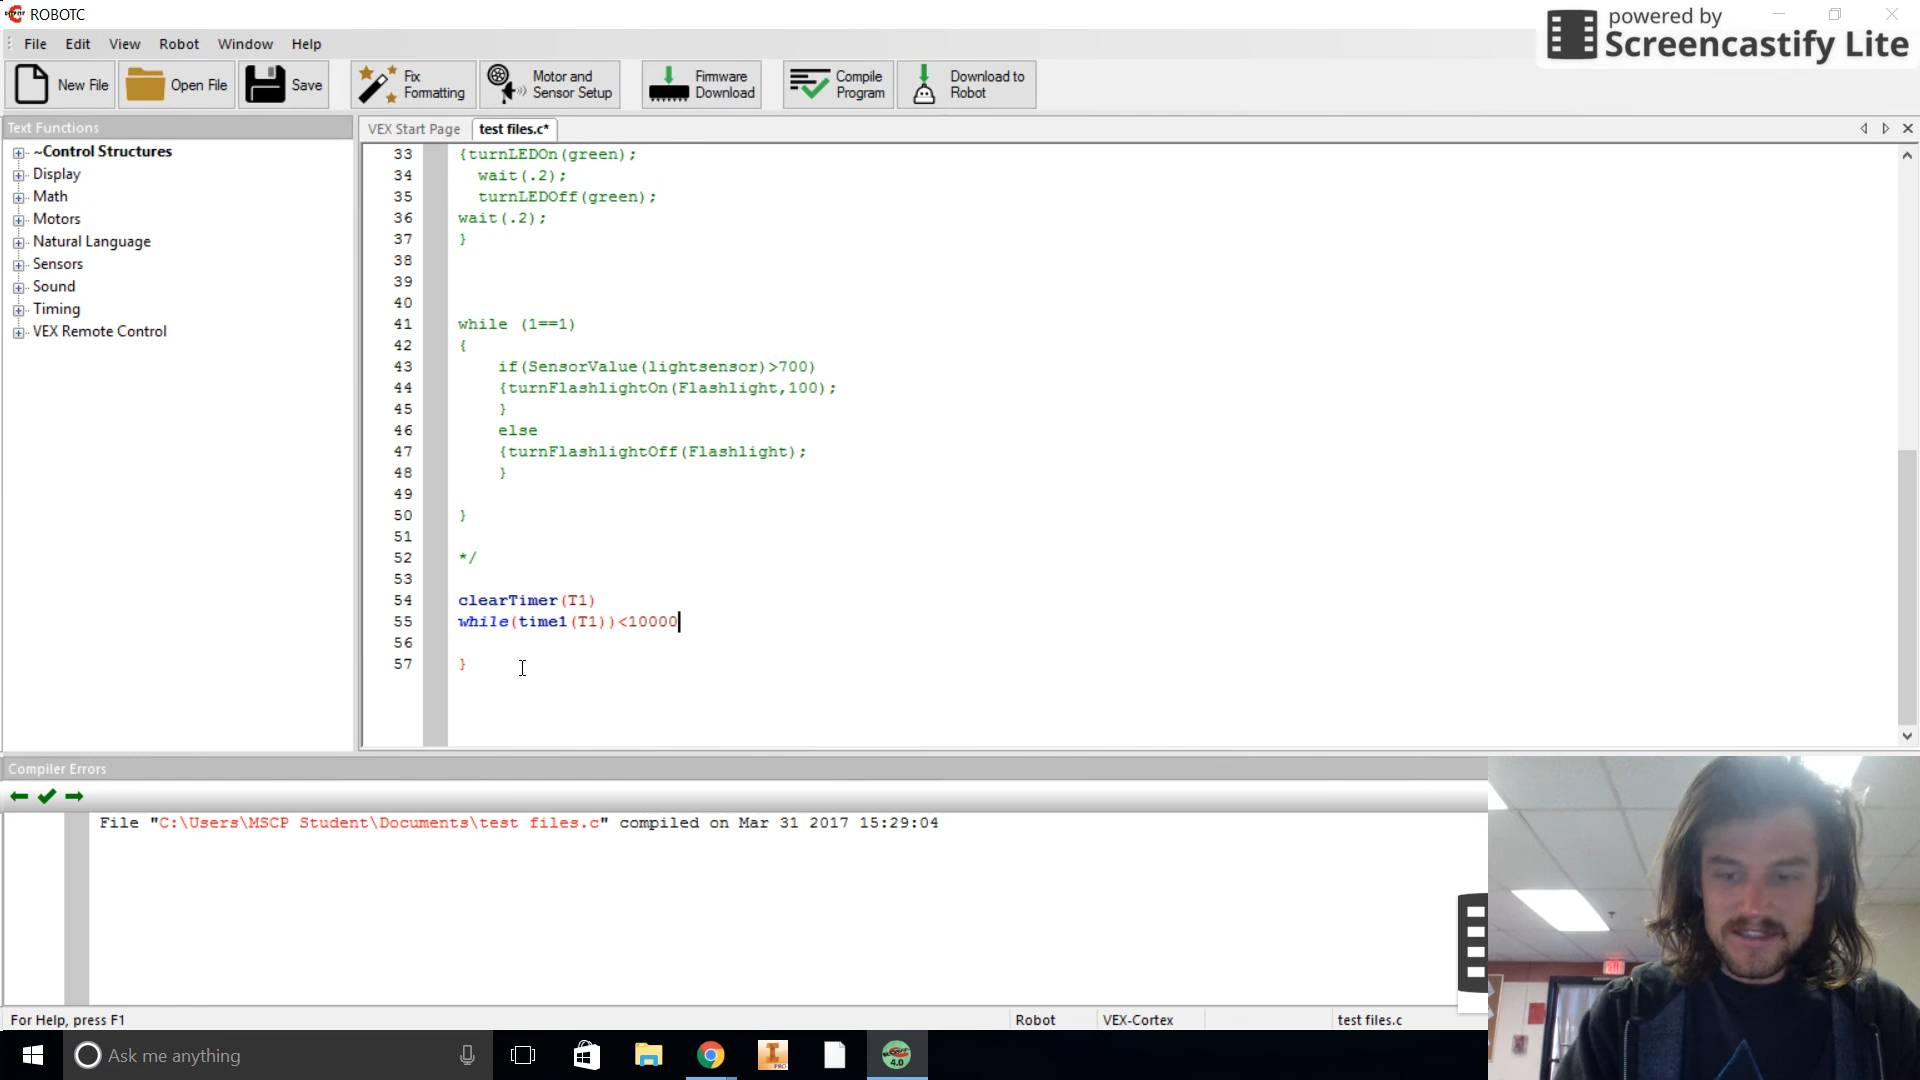 ROBOTC
powered by
Screencastify Lite
File Edit View Robot Window Help
New File
Open File
Save
Fix
Formatting
Motor and
Sensor Setup
Firmware
Download
Compile
Program
Download to
Robot
Text Functions
~Control Structures
Display
Math
Motors
Natural Language
Sensors
Sound
Timing
VEX Remote Control
VEX Start Page
test files.c*
33 {turnLEDOn(green);
34 wait(.2);
35 turnLEDOff(green);
36 wait(.2);
37 }
38
39
40
41 while (1==1)
42 {
43 if(SensorValue(lightsensor)>700)
44 {turnFlashlightOn(Flashlight,100);
45 }
46 else
47 {turnFlashlightOff(Flashlight);
48 }
49
50 }
51
52 */
53
54 clearTimer(T1)
55 while(time1(T1))<10000
56
57 }
Compiler Errors
File "C:\Users\MSCP Student\Documents\test files.c" compiled on Mar 31 2017 15:29:04
For Help, press F1
Robot
VEX-Cortex
test files.c
Ask me anything
PRO
4.0